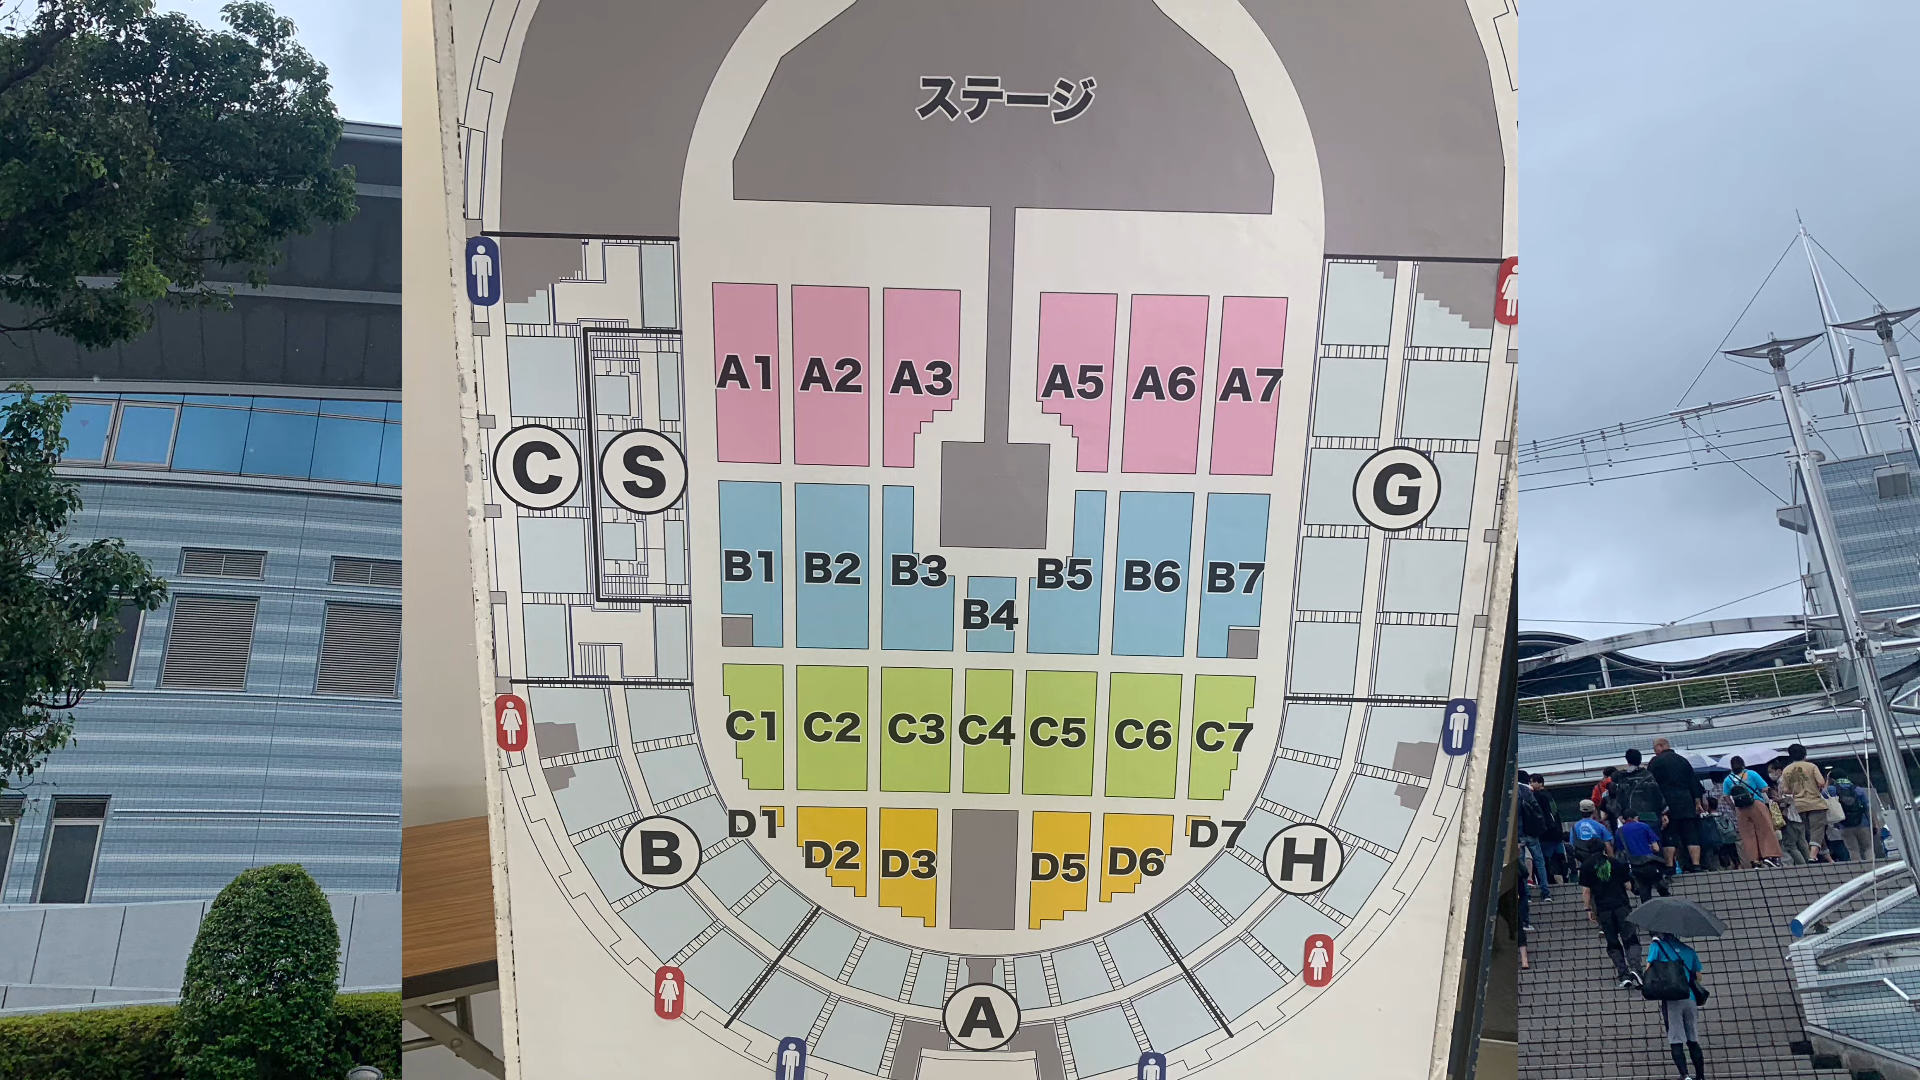 ステージ
A1 A2 A3 A5 A6 A7
C S G
B1 B2 B3 B4 B5 B6 B7
C1 C2 C3 C4 C5 C6 C7
D1 D2 D3 D5 D6 D7
B H
A